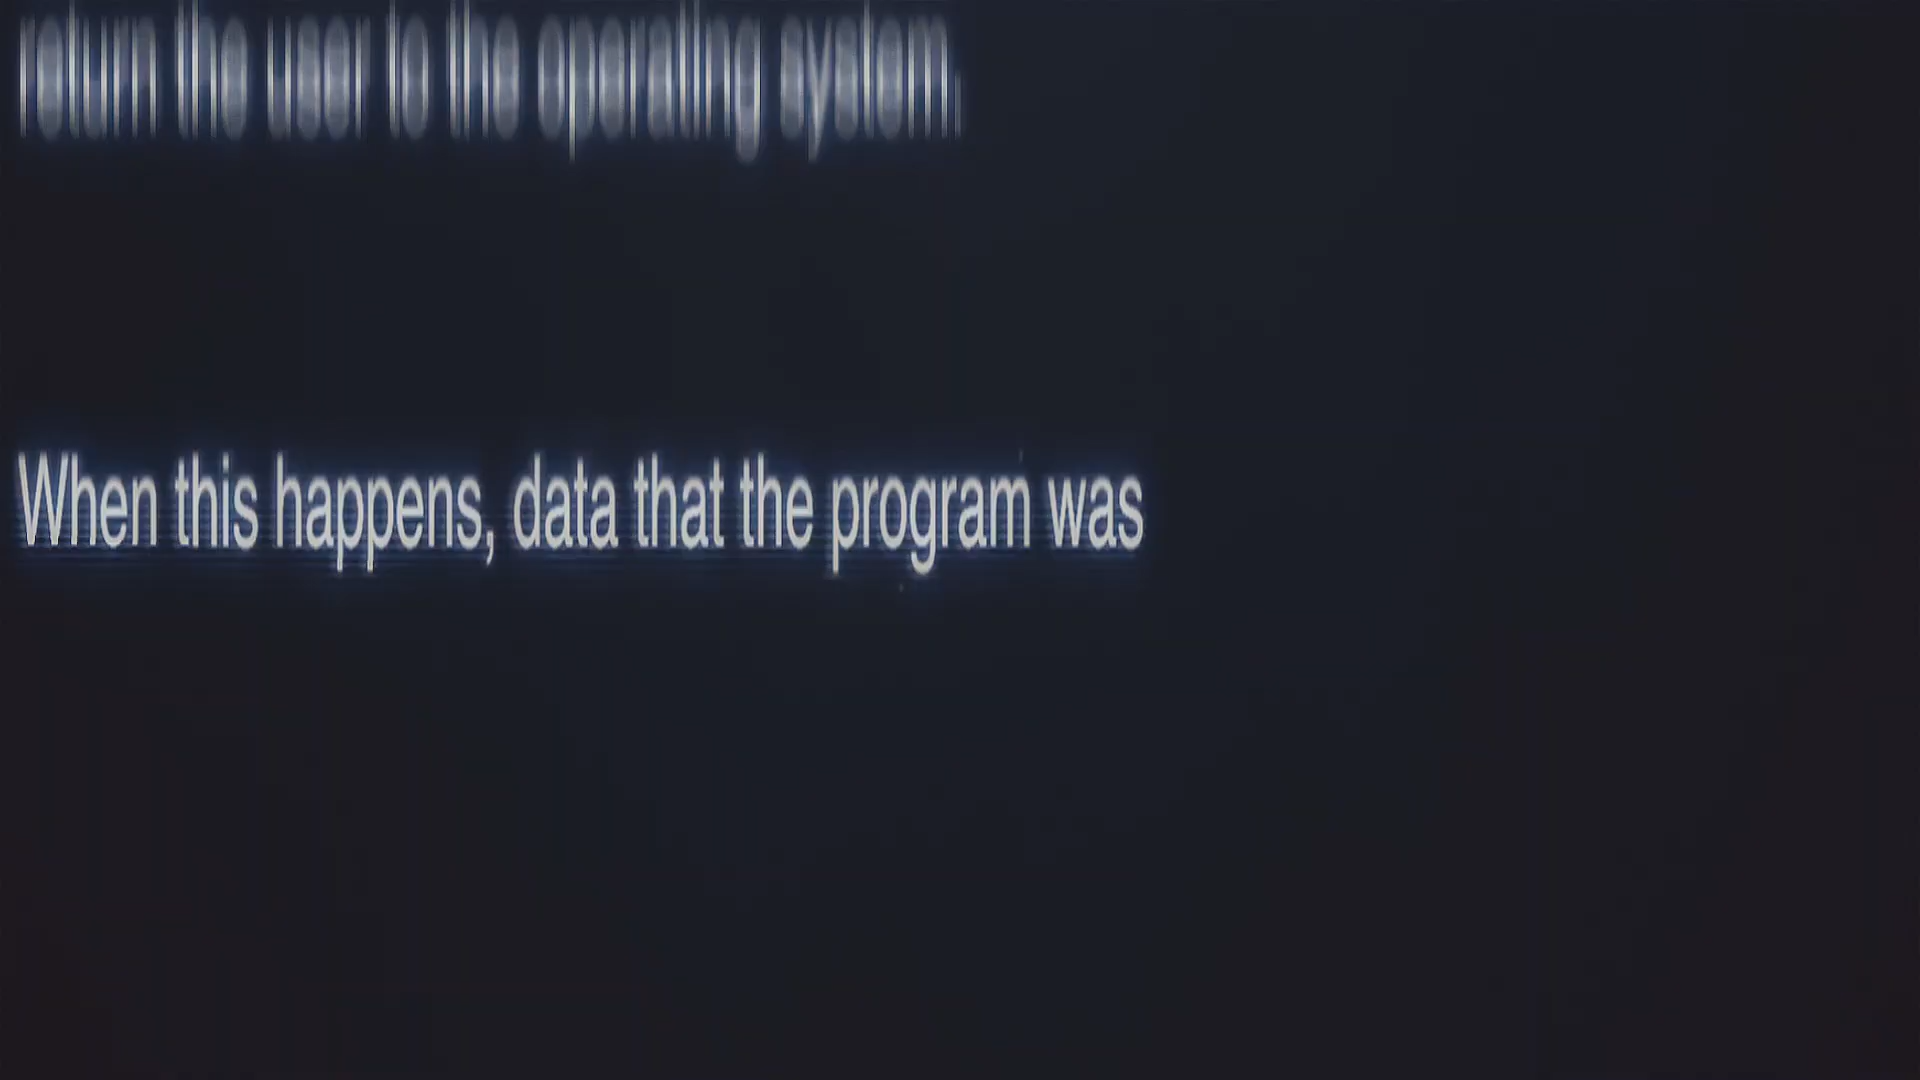 return the user to the operating system.
When this happens, data that the program was